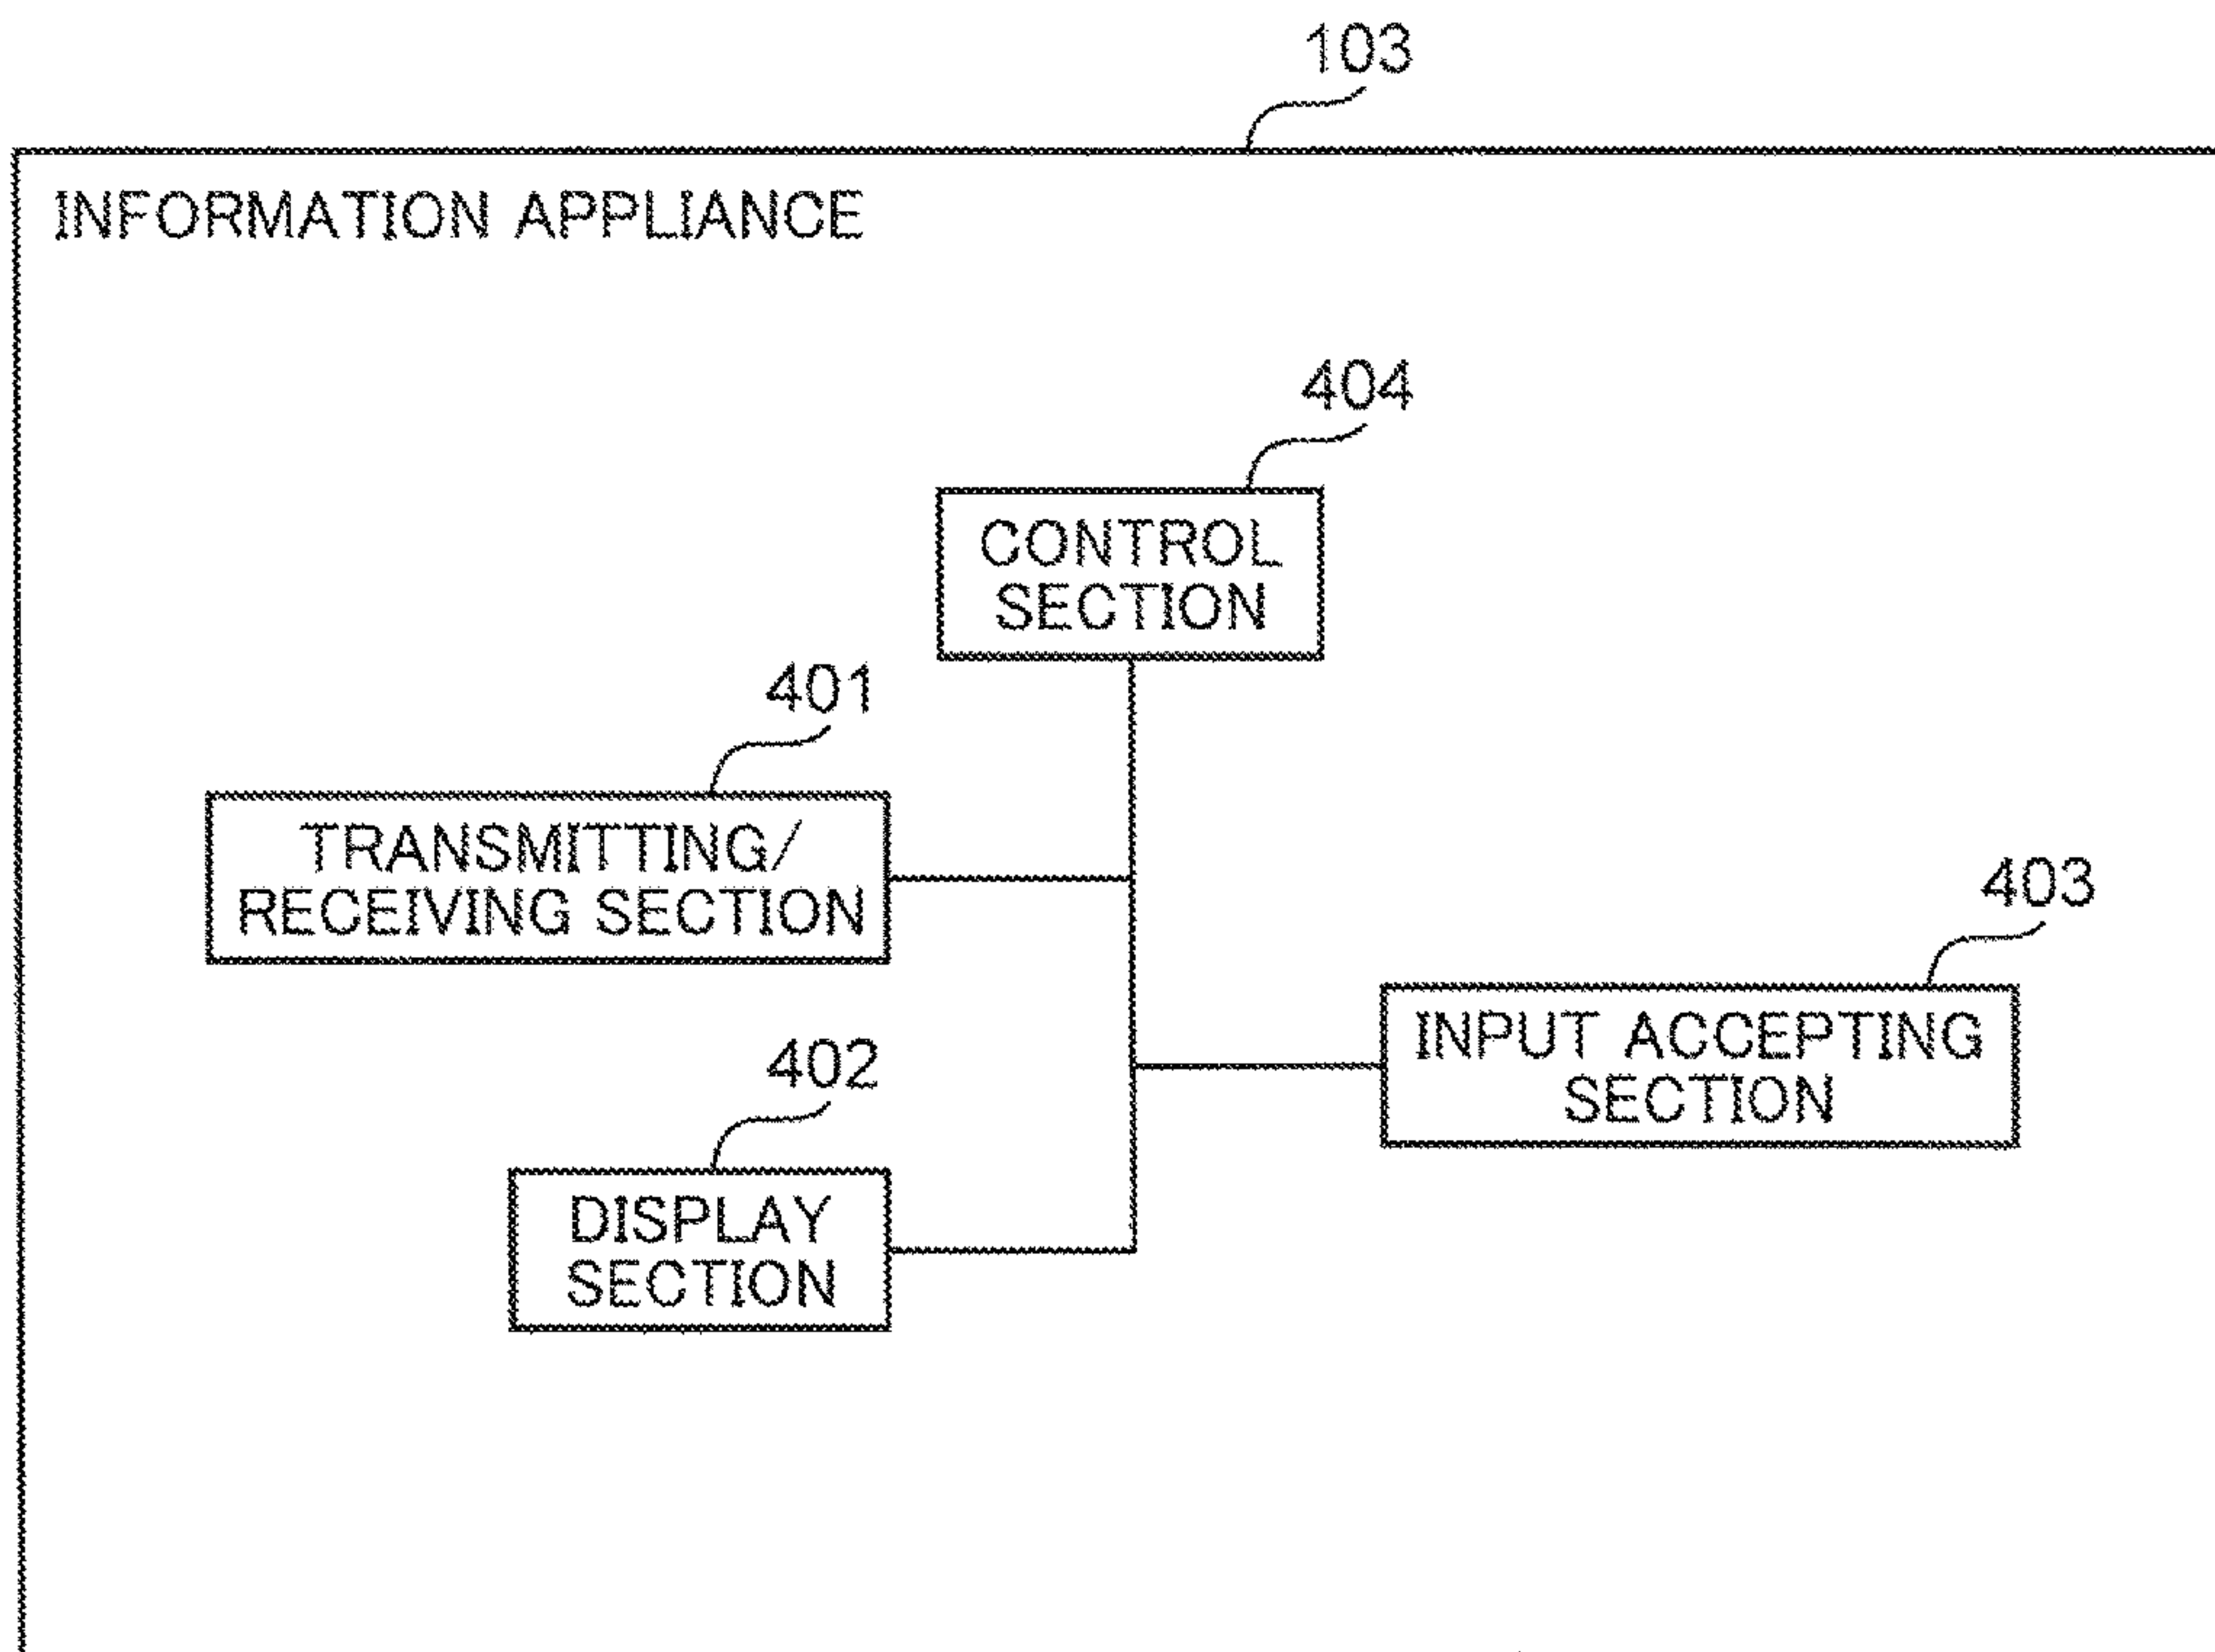 103
INFORMATION APPLIANCE
404
CONTROL
SECTION
401
TRANSMITTING/
RECEIVING SECTION
403
INPUT ACCEPTING
SECTION
402
DISPLAY
SECTION